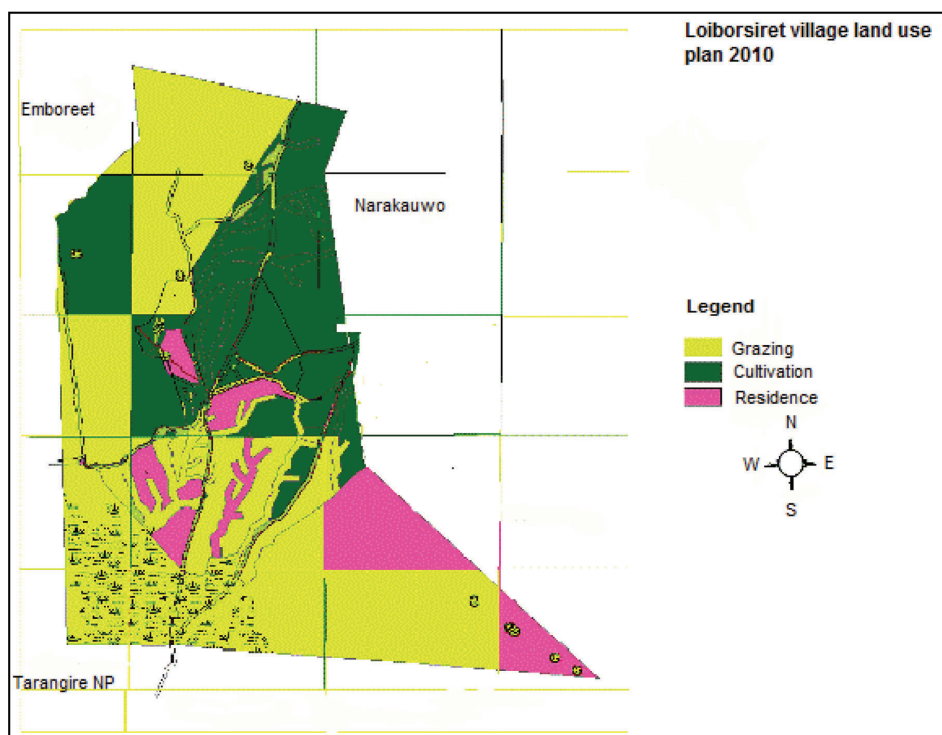 Loiborsiret village land use
plan 2010
Emboreet
Narakauwo
Legend
Grazing
Cultivation
Residence
N
W
E
S
Tarangire NP